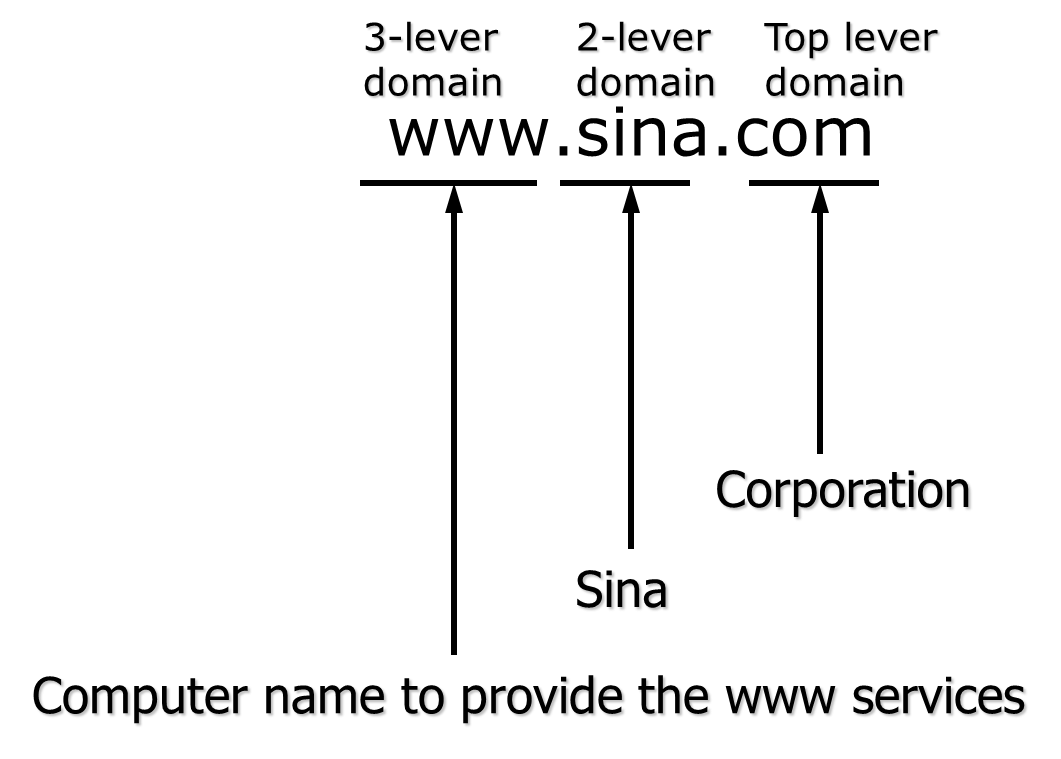 3-lever domain
2-lever domain
Top lever domain
www.sina.com
Corporation
Sina
Computer name to provide the www services